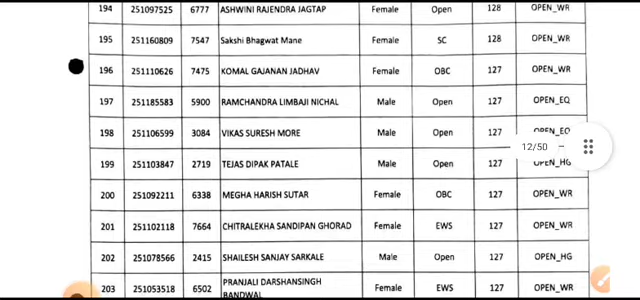 194 251097525 6777 ASHWINI RAJENDRA JAGTAP Female Open 128 OPEN_WR
195 251160809 7547 Sakshi Bhagwat Mane Female SC 128 OPEN_WR
196 251110626 7475 KOMAL GAJANAN JADHAV Female OBC 127 OPEN_WR
197 251185583 5900 RAMCHANDRA LIMBAJI NICHAL Male Open 127 OPEN_EQ
198 251106599 3084 VIKAS SURESH MORE Male Open 127 OPEN_EQ
12/50
199 251103847 2719 TEJAS DIPAK PATALE Male Open 127 OPEN_HG
200 251092211 6338 MEGHA HARISH SUTAR Female OBC 127 OPEN_WR
201 251102118 7664 CHITRALEKHA SANDIPAN GHORAD Female EWS 127 OPEN_WR
202 251078566 2415 SHAILESH SANJAY SARKALE Male Open 127 OPEN_HG
203 251053518 6502 PRANJALI DARSHANSINGH BANDWAL Female EWS 127 OPEN_WR